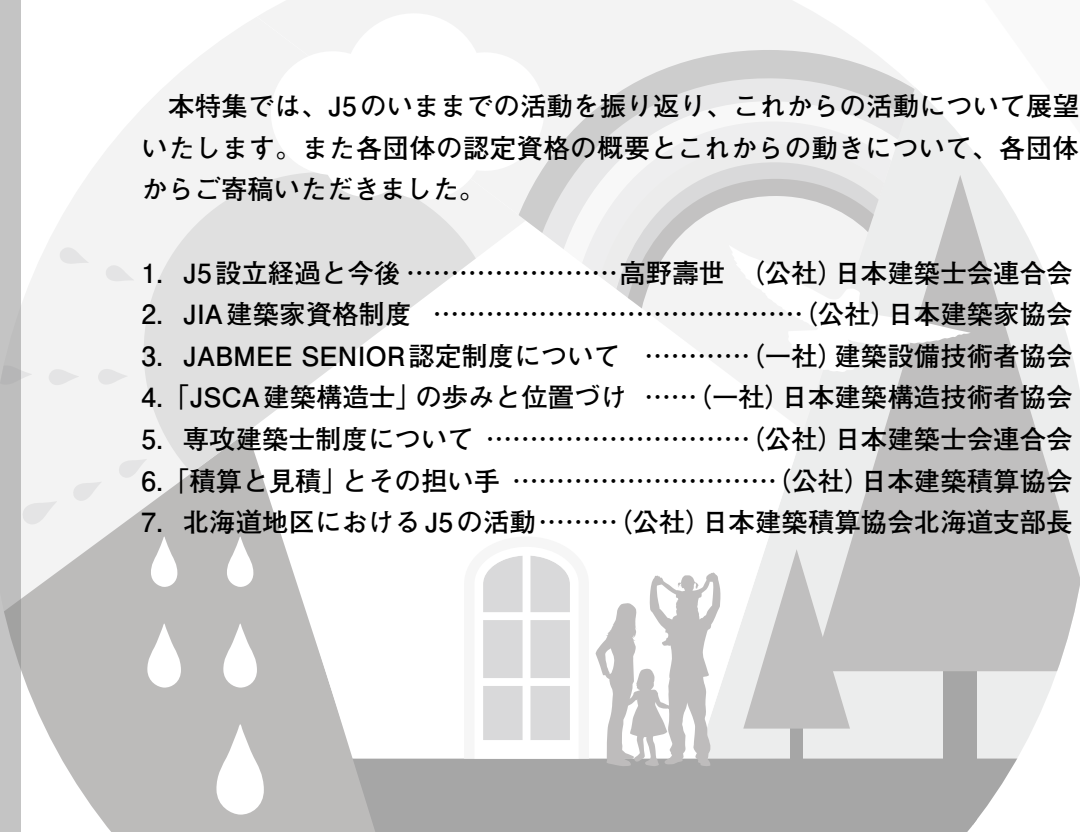 本特集では、J5のいままでの活動を振り返り、これからの活動について展望
いたします。また各団体の認定資格の概要とこれからの動きについて、各団体
からご寄稿いただきました。
1. J5設立経過と今後 ……………………高野壽世 (公社)日本建築士会連合会
2. JIA建築家資格制度 ……………………………………(公社)日本建築家協会
3. JABMEE SENIOR認定制度について …………(一社)建築設備技術者協会
4.「JSCA建築構造士」の歩みと位置づけ ……(一社)日本建築構造技術者協会
5. 専攻建築士制度について …………………………(公社)日本建築士会連合会
6.「積算と見積」とその担い手 …………………………(公社)日本建築積算協会
7. 北海道地区におけるJ5の活動………(公社)日本建築積算協会北海道支部長